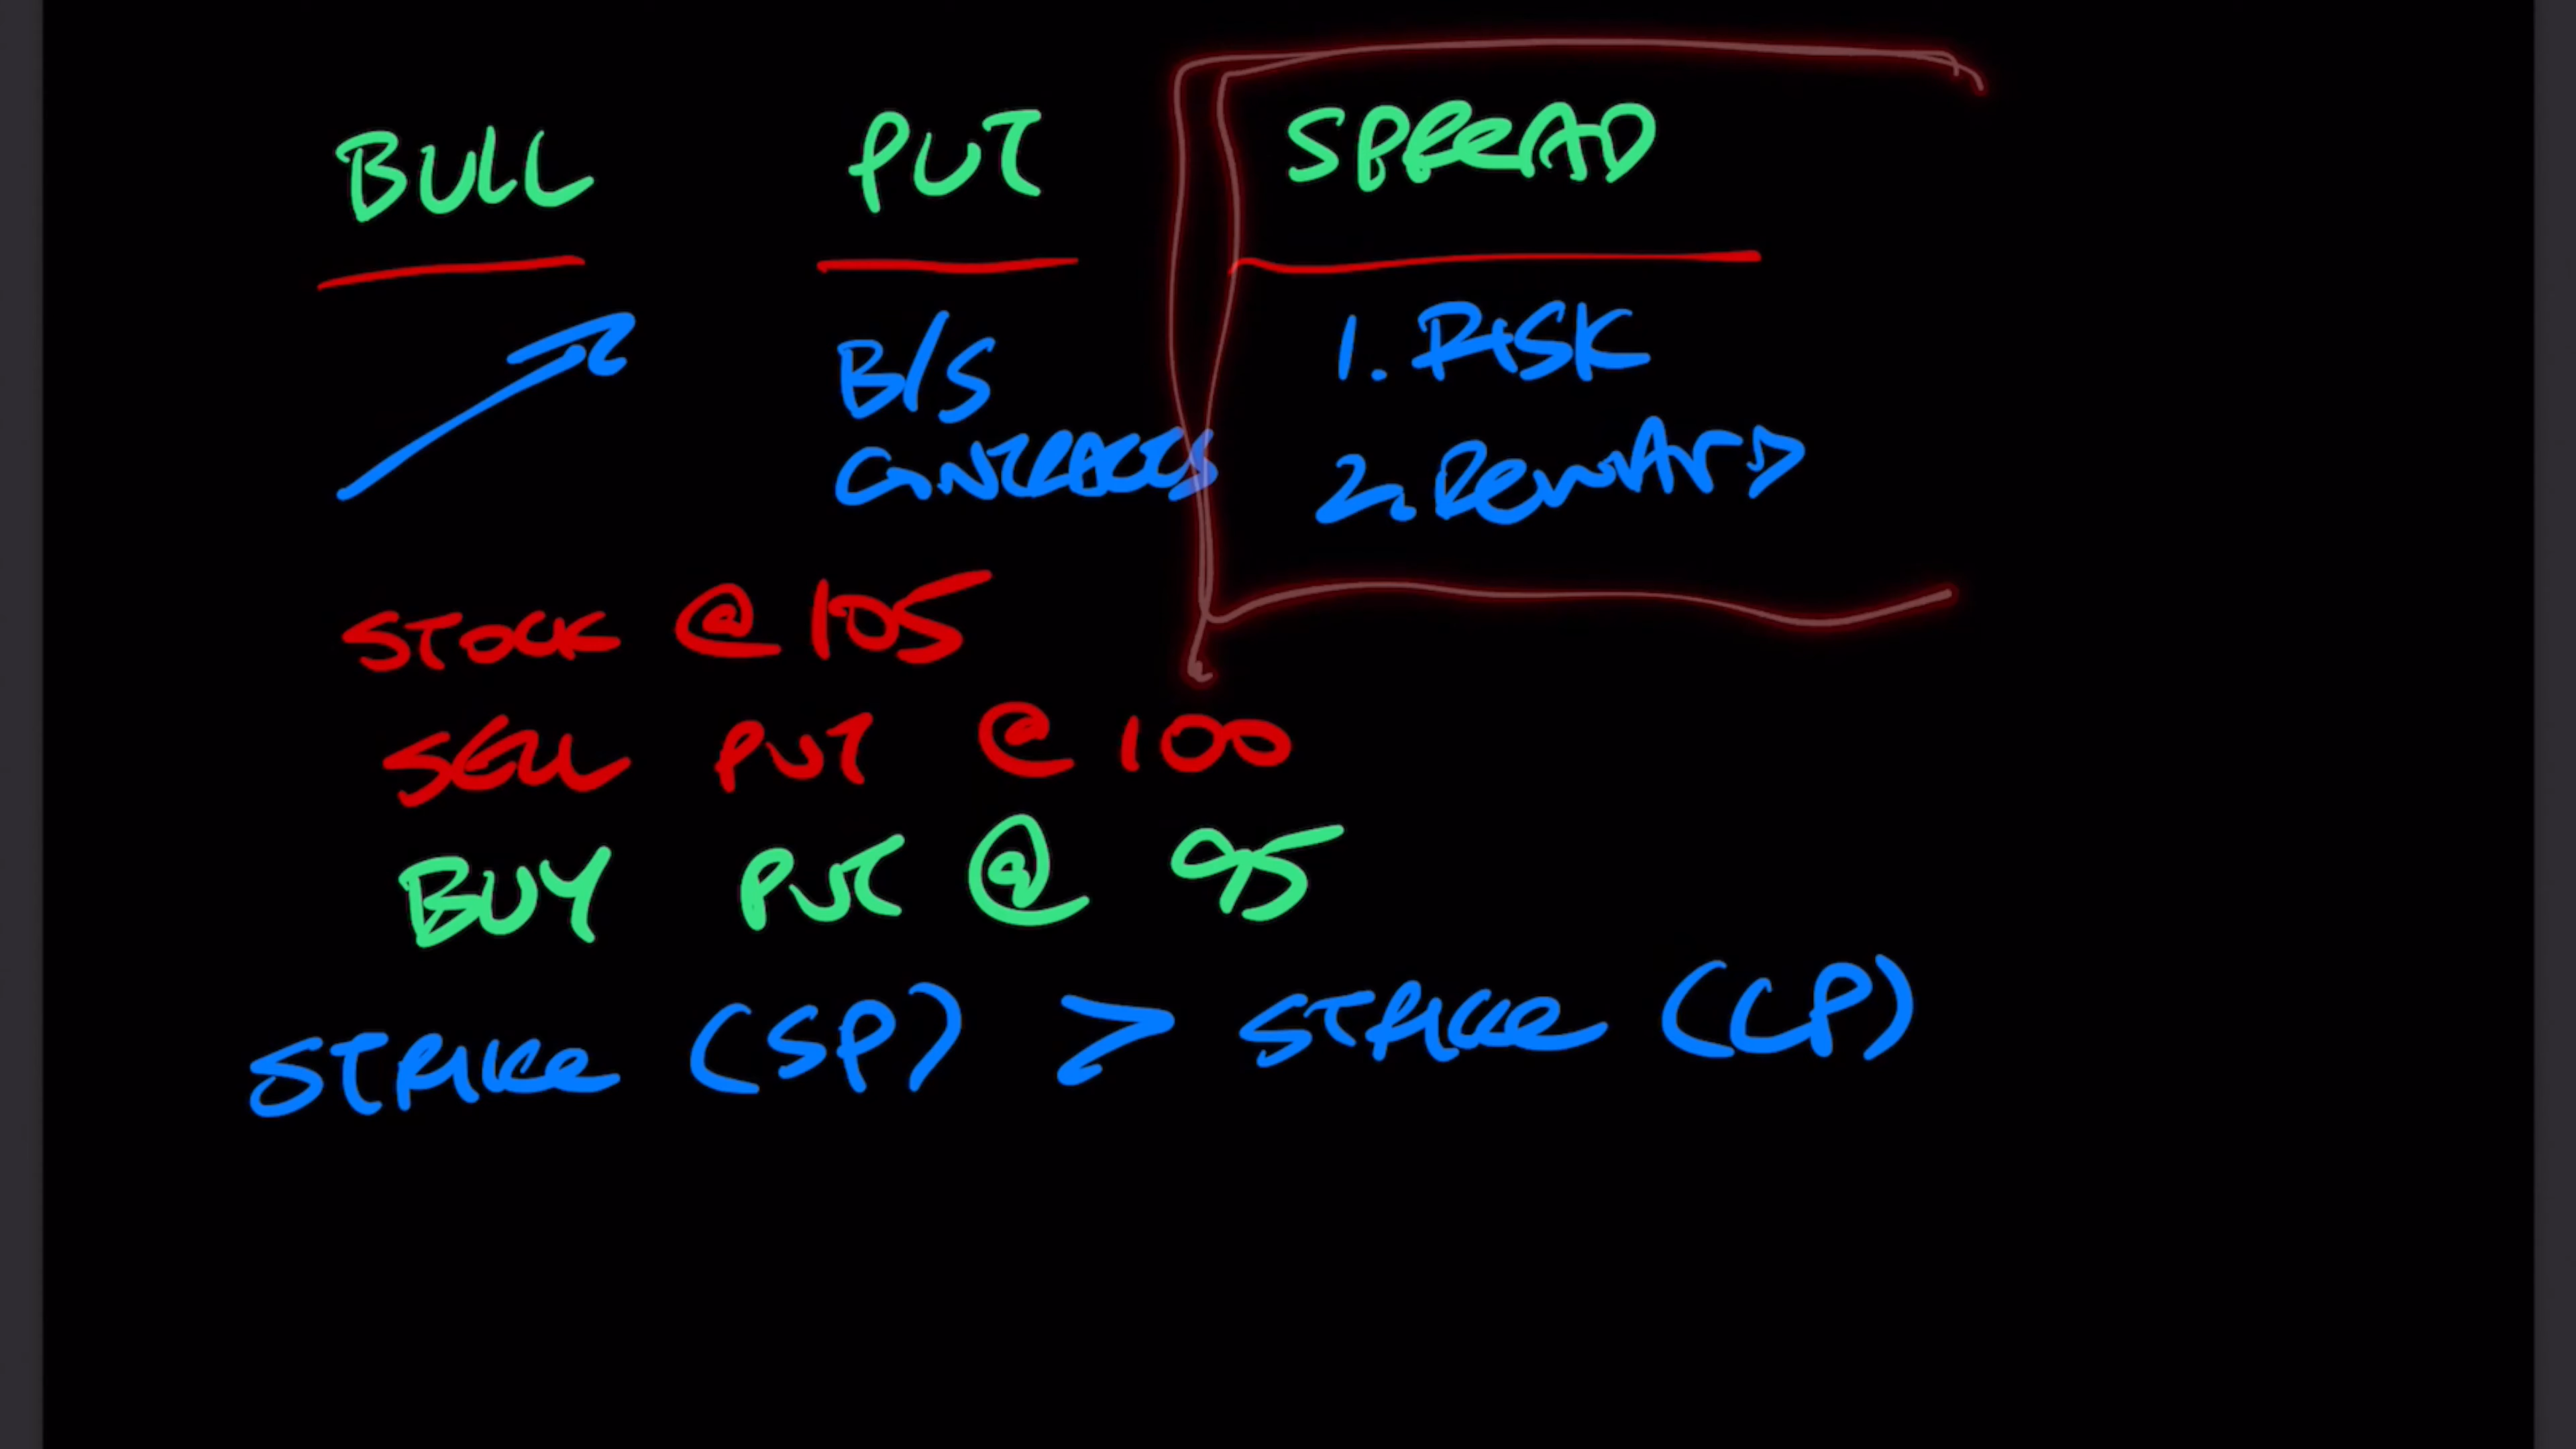 BULL PUT SPREAD
B/S 1. RISK
CONTRACTS 2. REWARD
STOCK @ 105
SELL PUT @ 100
BUY PUT @ 95
STRIKE (SP) > STRIKE (LP)